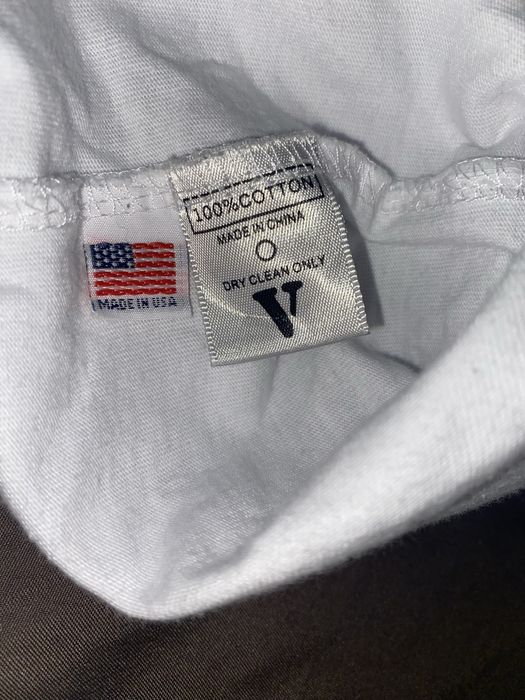 100%COTTON
MADE IN CHINA
DRY CLEAN ONLY
V
MADE IN USA